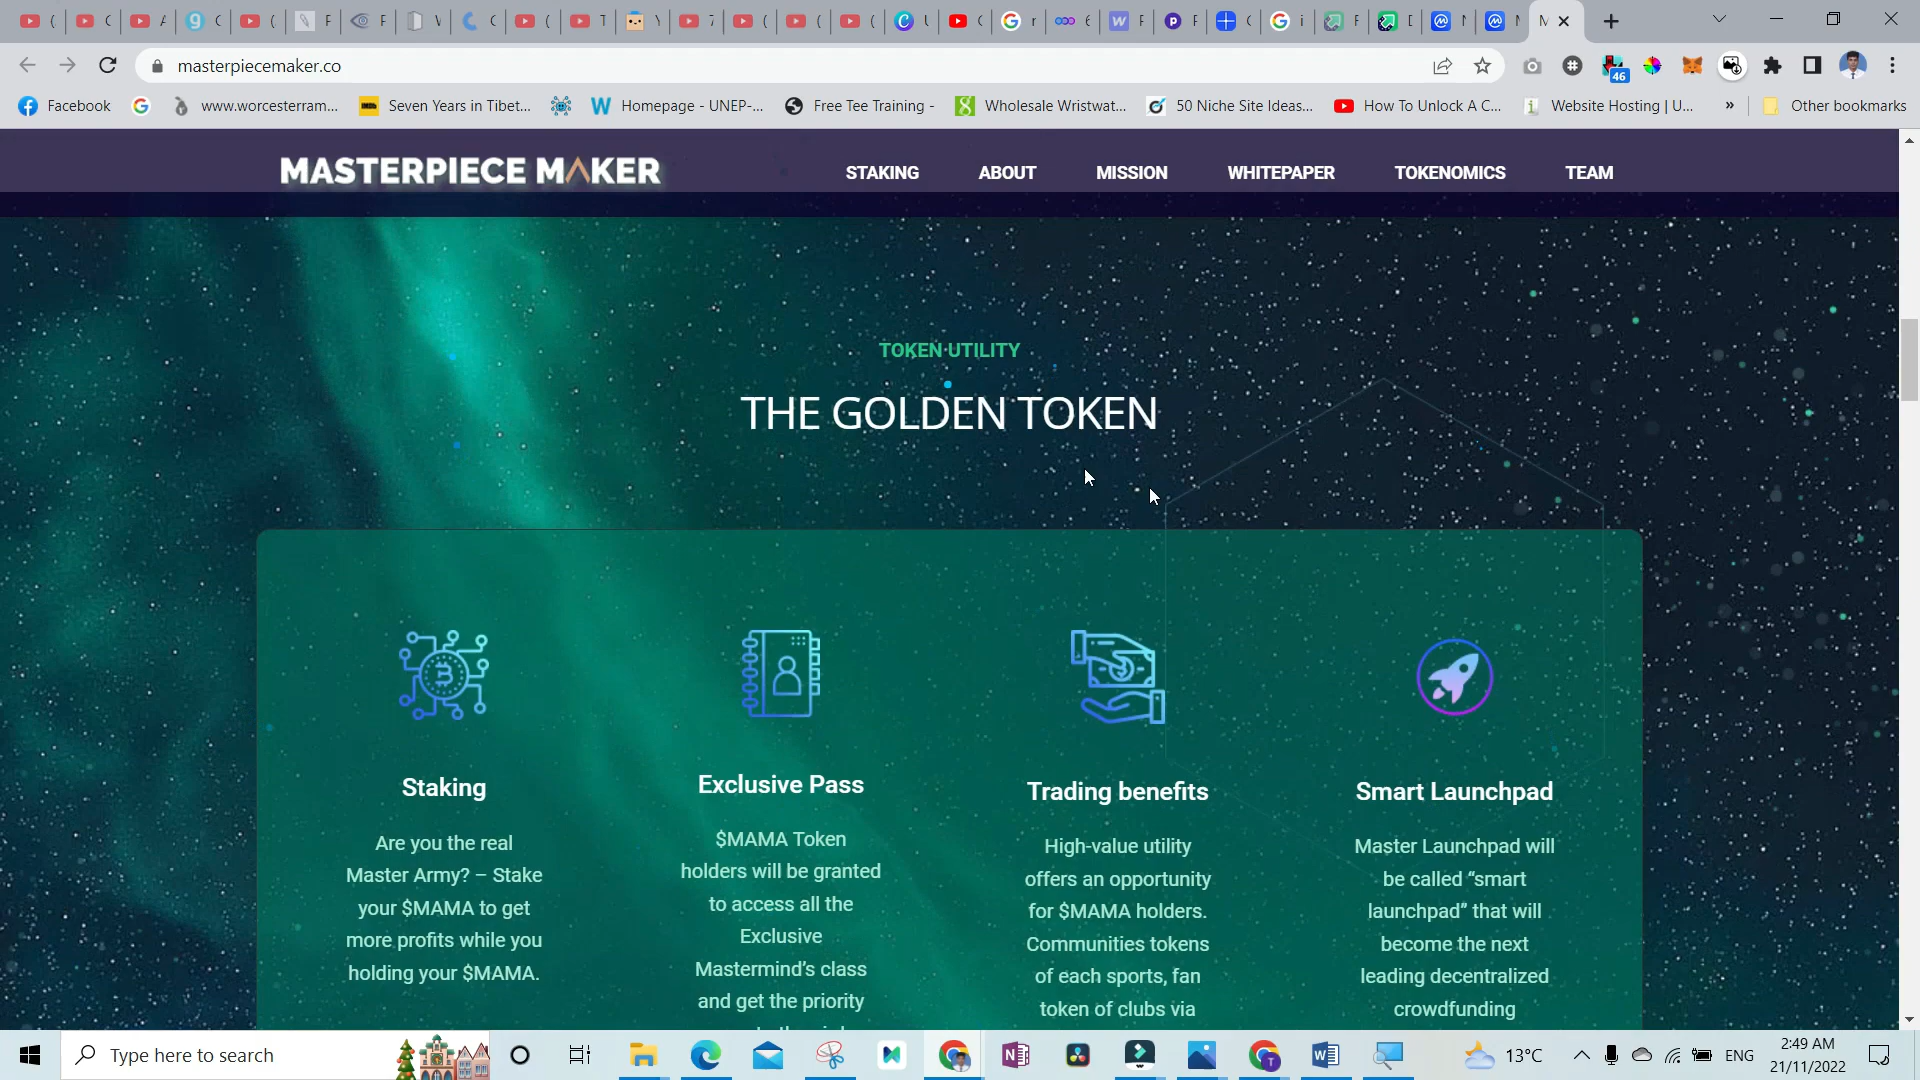 masterpiecemaker.co
46
Facebook
www.worcesterram...
Seven Years in Tibet...
Homepage - UNEP-...
Free Tee Training -
Wholesale Wristwat...
50 Niche Site Ideas...
How To Unlock A C...
Website Hosting | U...
»
Other bookmarks
MASTERPIECE MAKER
STAKING
ABOUT
MISSION
WHITEPAPER
TOKENOMICS
TEAM
TOKEN UTILITY
THE GOLDEN TOKEN
Staking
Are you the real
Master Army? – Stake
your $MAMA to get
more profits while you
holding your $MAMA.
Exclusive Pass
$MAMA Token
holders will be granted
to access all the
Exclusive
Mastermind's class
and get the priority
Trading benefits
High-value utility
offers an opportunity
for $MAMA holders.
Communities tokens
of each sports, fan
token of clubs via
Smart Launchpad
Master Launchpad will
be called “smart
launchpad” that will
become the next
leading decentralized
crowdfunding
Type here to search
13°C
ENG
2:49 AM
21/11/2022